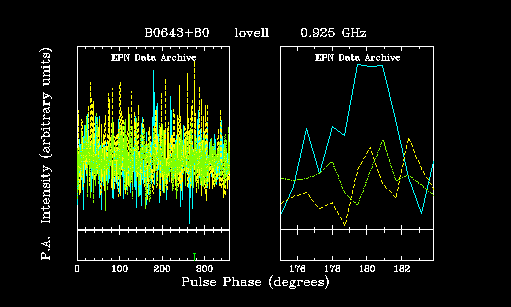 B0643+80 lovell 0.925 GHz
EPN Data Archive EPN Data Archive
P.A. Intensity (arbitrary units)
0 100 200 300 176 178 180 182
Pulse Phase (degrees)